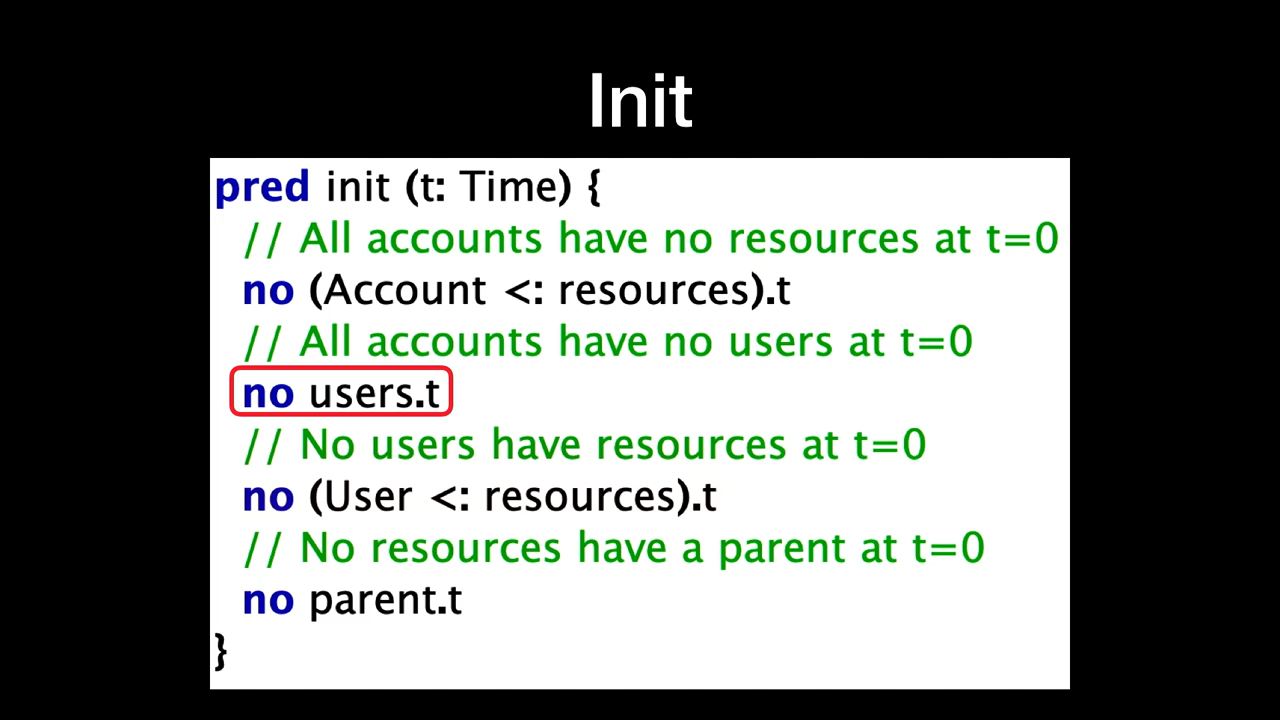 Init
pred init (t: Time) {
// All accounts have no resources at t=0
no (Account <: resources).t
// All accounts have no users at t=0
no users.t
// No users have resources at t=0
no (User <: resources).t
// No resources have a parent at t=0
no parent.t
}